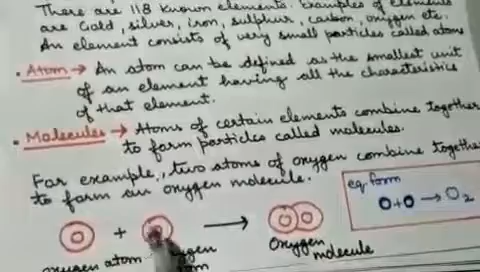 There are 118 known elements. Examples of elements
are Gold, silver, iron, sulphur, carbon, oxygen etc.
An element consists of very small particles called atoms
• Atom → An atom can be defined as the smallest unit
of an element having all the characteristics
of that element.
• Molecules → Atoms of certain elements combine together
to form particles called molecules.
For example, two atoms of oxygen combine together
to form an oxygen molecule.
eq. form
O+O → O₂
+ →
oxygen atom
oxygen
molecule